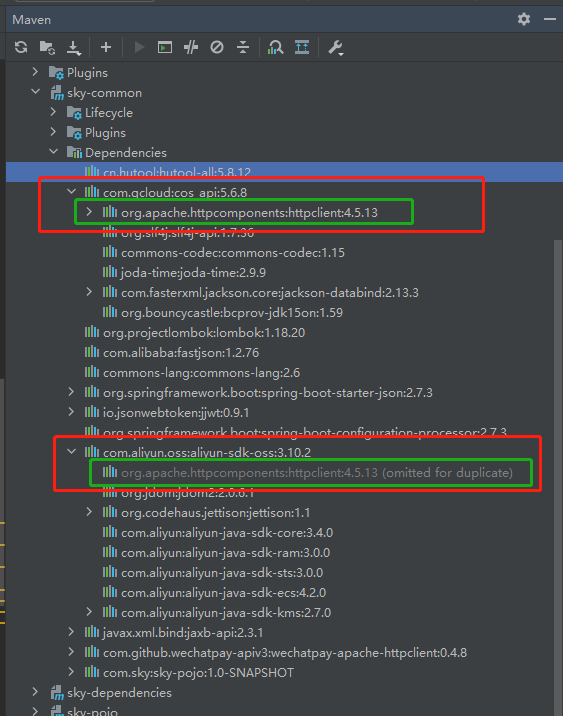 Maven
Plugins
sky-common
Lifecycle
Plugins
Dependencies
cn.hutool:hutool-all:5.8.12
com.qcloud:cos_api:5.6.8
org.apache.httpcomponents:httpclient:4.5.13
org.slf4j:slf4j-api:1.7.36
commons-codec:commons-codec:1.15
joda-time:joda-time:2.9.9
com.fasterxml.jackson.core:jackson-databind:2.13.3
org.bouncycastle:bcprov-jdk15on:1.59
org.projectlombok:lombok:1.18.20
com.alibaba:fastjson:1.2.76
commons-lang:commons-lang:2.6
org.springframework.boot:spring-boot-starter-json:2.7.3
io.jsonwebtoken:jjwt:0.9.1
org.springframework.boot:spring-boot-configuration-processor:2.7.3
com.aliyun.oss:aliyun-sdk-oss:3.10.2
org.apache.httpcomponents:httpclient:4.5.13 (omitted for duplicate)
org.jdom:jdom2:2.0.6.1
org.codehaus.jettison:jettison:1.1
com.aliyun:aliyun-java-sdk-core:3.4.0
com.aliyun:aliyun-java-sdk-ram:3.0.0
com.aliyun:aliyun-java-sdk-sts:3.0.0
com.aliyun:aliyun-java-sdk-ecs:4.2.0
com.aliyun:aliyun-java-sdk-kms:2.7.0
javax.xml.bind:jaxb-api:2.3.1
com.github.wechatpay-apiv3:wechatpay-apache-httpclient:0.4.8
com.sky:sky-pojo:1.0-SNAPSHOT
sky-dependencies
sky-pojo